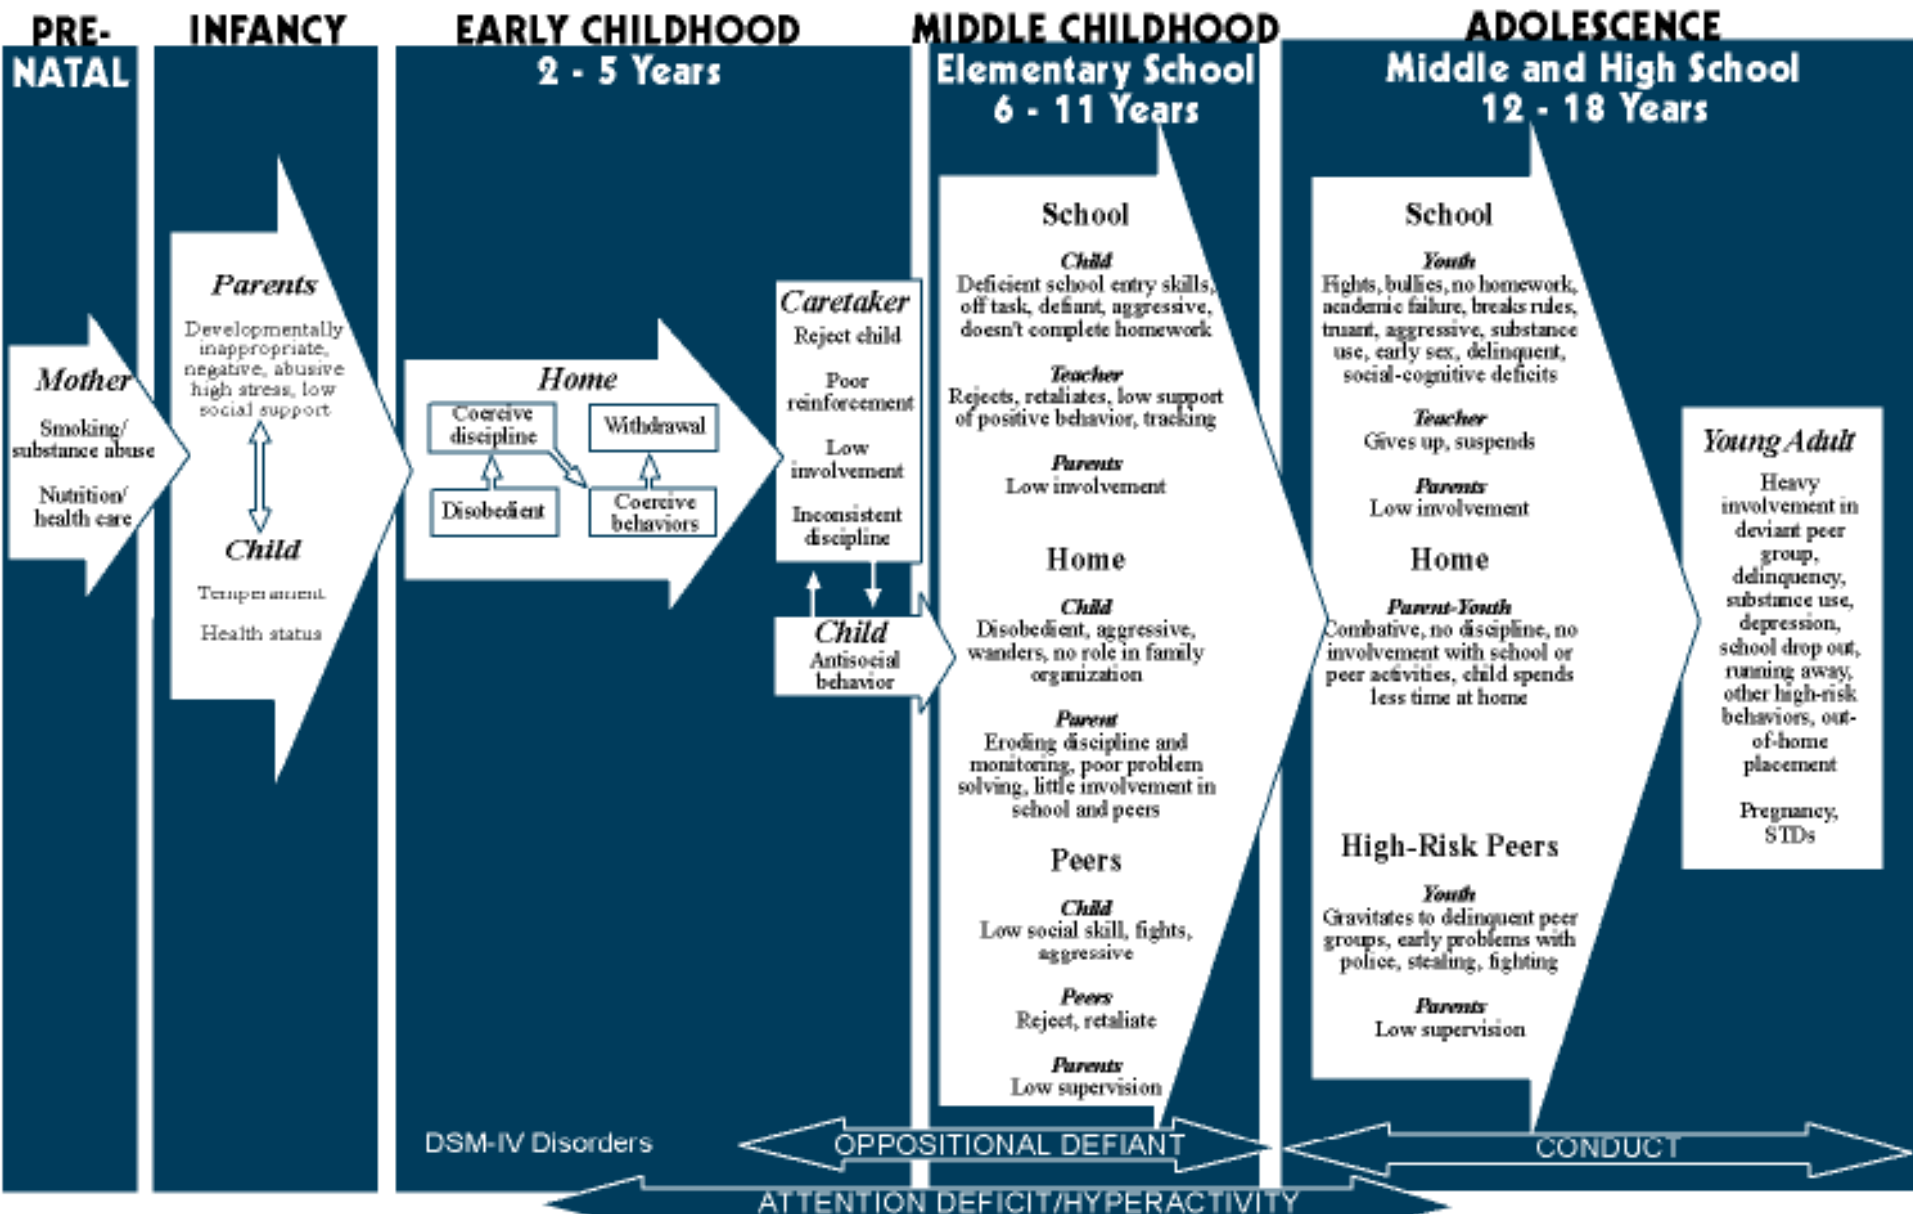 PRE-
NATAL
Mother
Smoking/
substance abuse
Nutrition/
health care
INFANCY
Parents
Developmentally
inappropriate,
negative, abusive
high stress, low
social support
Child
Temperament
Health status
EARLY CHILDHOOD
2 - 5 Years
Home
Coercive
discipline
Withdrawal
Disobedient
Coercive
behaviors
Caretaker
Reject child
Poor
reinforcement
Low
involvement
Inconsistent
discipline
Child
Antisocial
behavior
MIDDLE CHILDHOOD
Elementary School
6 - 11 Years
School
Child
Deficient school entry skills,
off task, defiant, aggressive,
doesn't complete homework
Teacher
Rejects, retaliates, low support
of positive behavior, tracking
Parents
Low involvement
Home
Child
Disobedient, aggressive,
wanders, no role in family
organization
Parent
Eroding discipline and
monitoring, poor problem
solving, little involvement in
school and peers
Peers
Child
Low social skill, fights,
aggressive
Peers
Reject, retaliate
Parents
Low supervision
ADOLESCENCE
Middle and High School
12 - 18 Years
School
Youth
Fights, bullies, no homework,
academic failure, breaks rules,
truant, aggressive, substance
use, early sex, delinquent,
social-cognitive deficits
Teacher
Gives up, suspends
Parents
Low involvement
Home
Parent-Youth
Combative, no discipline, no
involvement with school or
peer activities, child spends
less time at home
High-Risk Peers
Youth
Gravitates to delinquent peer
groups, early problems with
police, stealing, fighting
Parents
Low supervision
Young Adult
Heavy
involvement in
deviant peer
group,
delinquency,
substance use,
depression,
school drop out,
running away,
other high-risk
behaviors, out-
of-home
placement
Pregnancy,
STDs
DSM-IV Disorders
OPPOSITIONAL DEFIANT
CONDUCT
ATTENTION DEFICIT/HYPERACTIVITY